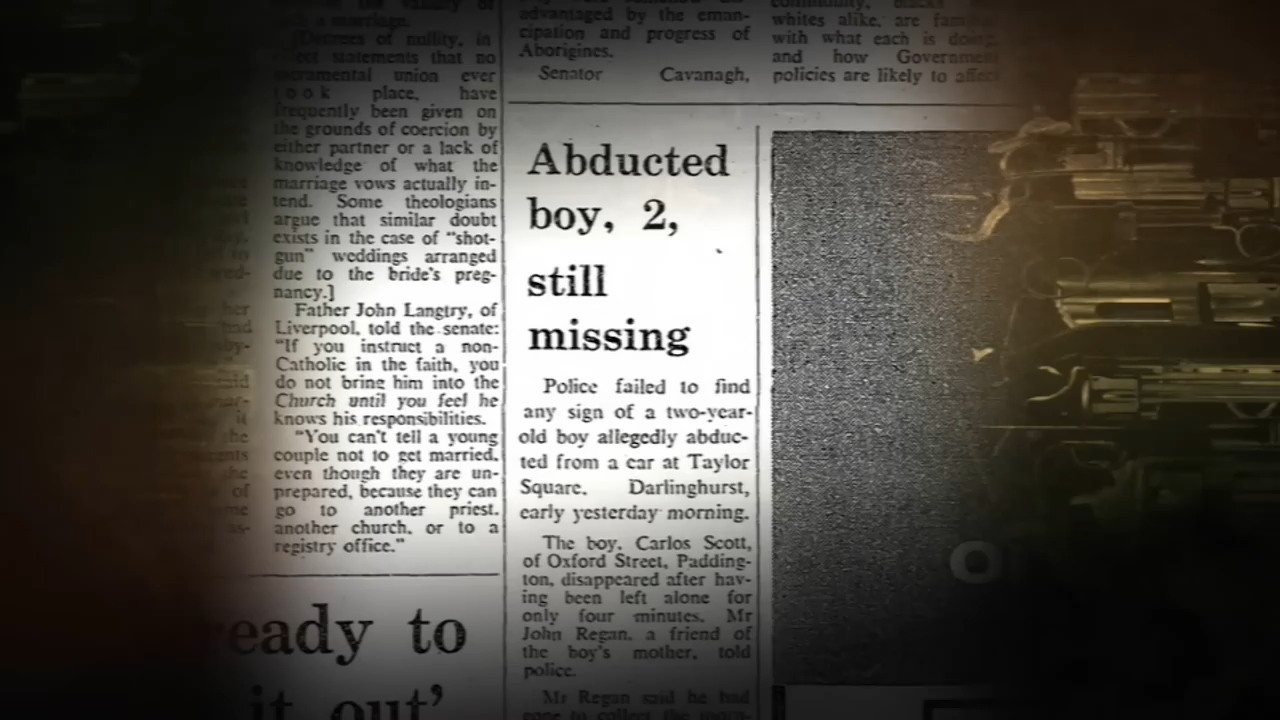 a marriage.
statements that no
union ever
place, have
frequently been given on
the grounds of coercion by
either partner or a lack of
knowledge of what the
marriage vows actually in-
tend. Some theologians
argue that similar doubt
exists in the case of "shot-
gun" weddings arranged
due to the bride's preg-
nancy.]
Father John Langtry, of
Liverpool, told the senate:
"If you instruct a non-
Catholic in the faith, you
do not bring him into the
Church until you feel he
knows his responsibilities.
"You can't tell a young
couple not to get married,
even though they are un-
prepared, because they can
go to another priest,
another church, or to a
registry office."
eady to
it out'
advantaged by the eman-
cipation and progress of
Aborigines.
Senator Cavanagh,
Abducted
boy, 2,
still
missing
Police failed to find
any sign of a two-year-
old boy allegedly abduc-
ted from a car at Taylor
Square, Darlinghurst,
early yesterday morning.
The boy, Carlos Scott,
of Oxford Street, Padding-
ton, disappeared after hav-
ing been left alone for
only four minutes, Mr
John Regan, a friend of
the boy's mother, told
police.
Mr Regan said he had
whites alike, are
with what each is doing,
and how Government
policies are likely to affect